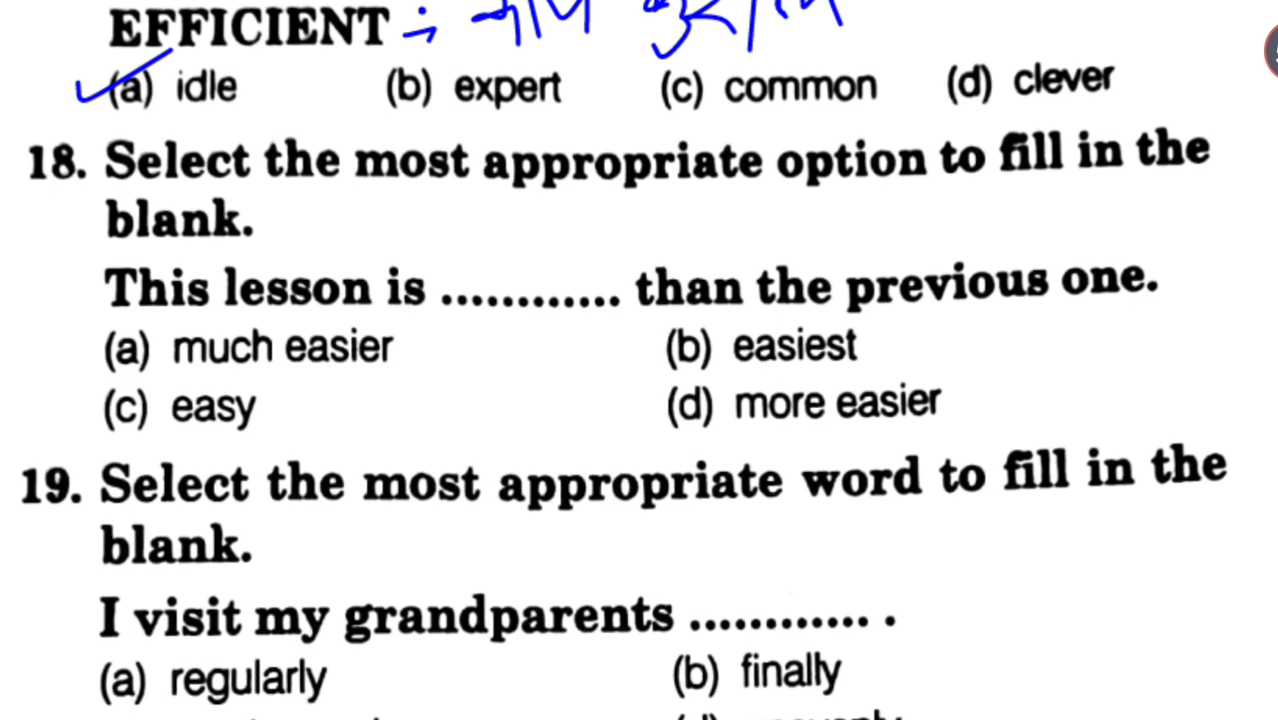 EFFICIENT :-
(a) idle (b) expert (c) common (d) clever
18. Select the most appropriate option to fill in the
blank.
This lesson is ............ than the previous one.
(a) much easier (b) easiest
(c) easy (d) more easier
19. Select the most appropriate word to fill in the
blank.
I visit my grandparents ............ .
(a) regularly (b) finally